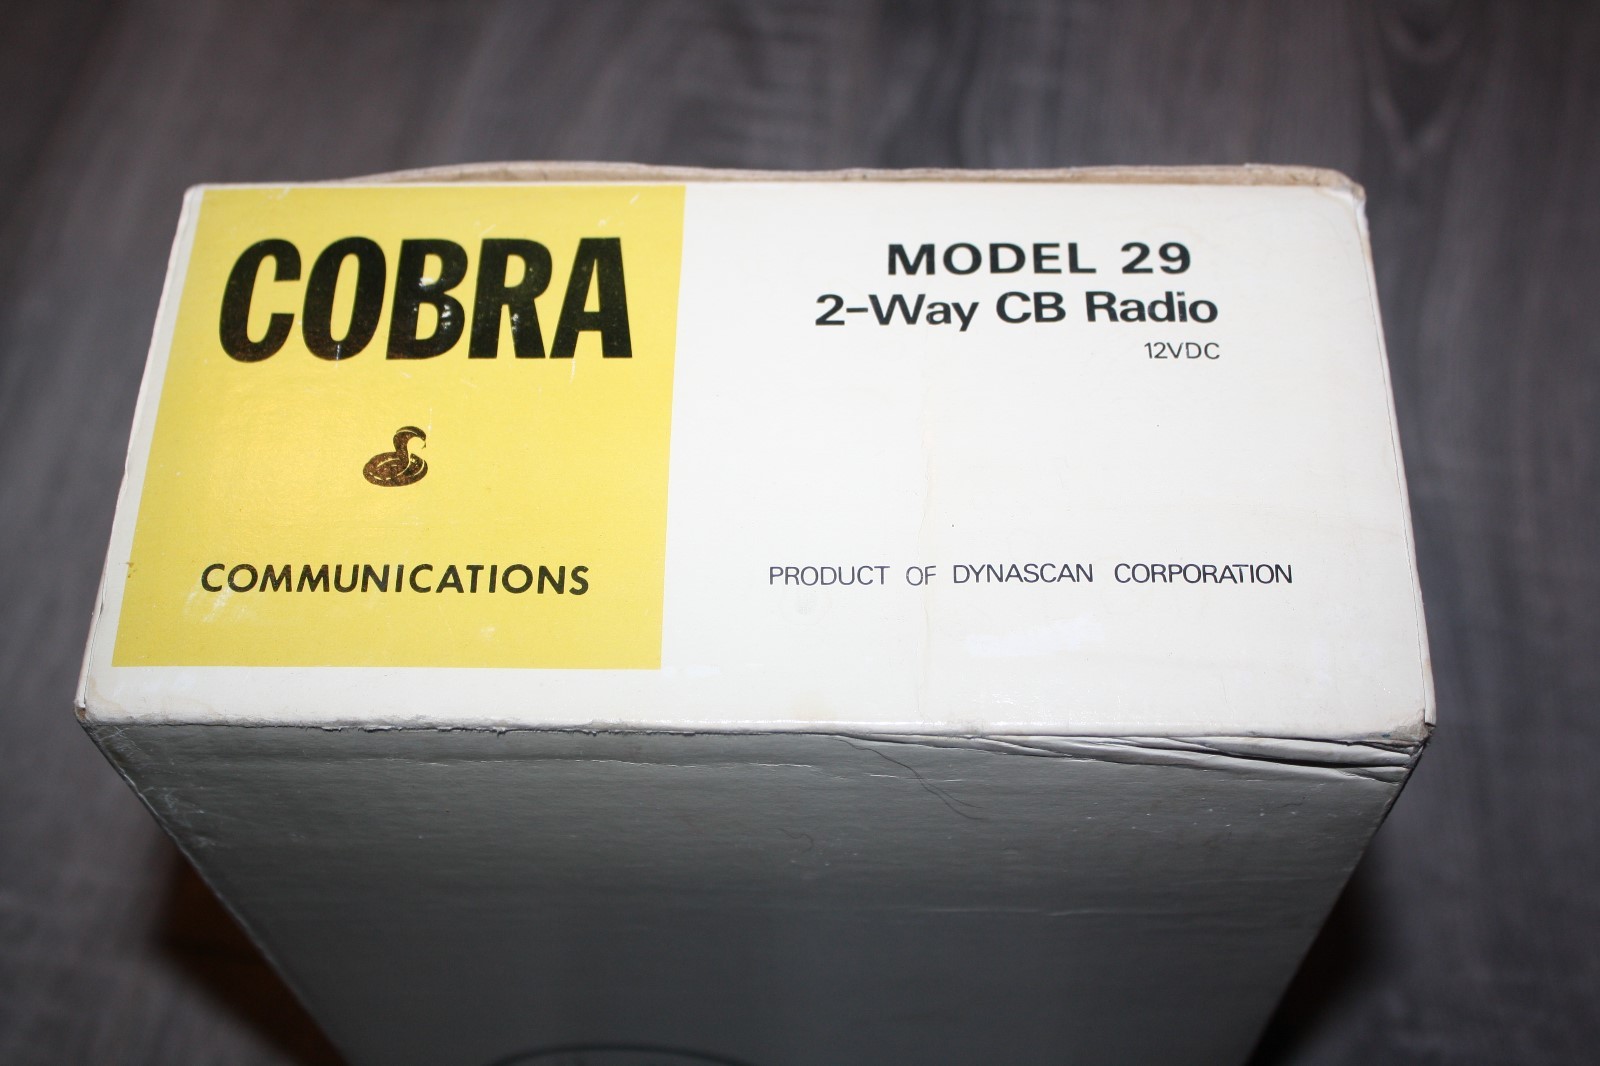 COBRA
COMMUNICATIONS
MODEL 29
2-Way CB Radio
12VDC
PRODUCT OF DYNASCAN CORPORATION